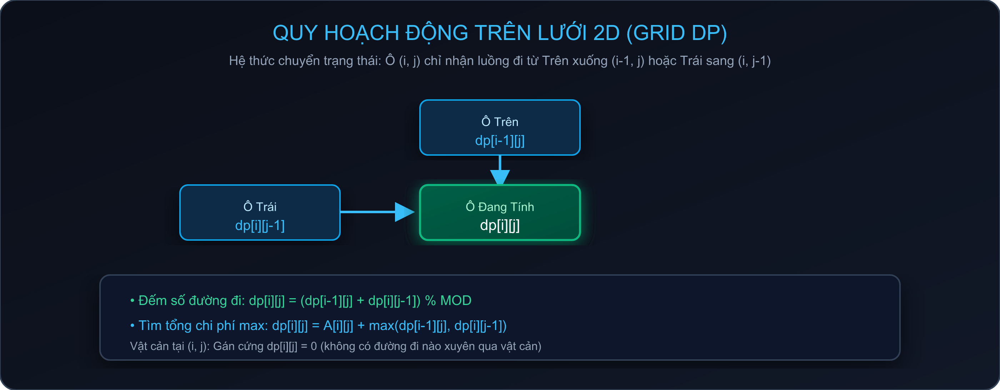 QUY HOẠCH ĐỘNG TRÊN LƯỚI 2D (GRID DP)
Hệ thức chuyển trạng thái: Ô (i, j) chỉ nhận luồng đi từ Trên xuống (i-1, j) hoặc Trái sang (i, j-1)
Ô Trên
dp[i-1][j]
Ô Trái
dp[i][j-1]
Ô Đang Tính
dp[i][j]
• Đếm số đường đi: dp[i][j] = (dp[i-1][j] + dp[i][j-1]) % MOD
• Tìm tổng chi phí max: dp[i][j] = A[i][j] + max(dp[i-1][j], dp[i][j-1])
Vật cản tại (i, j): Gán cứng dp[i][j] = 0 (không có đường đi nào xuyên qua vật cản)